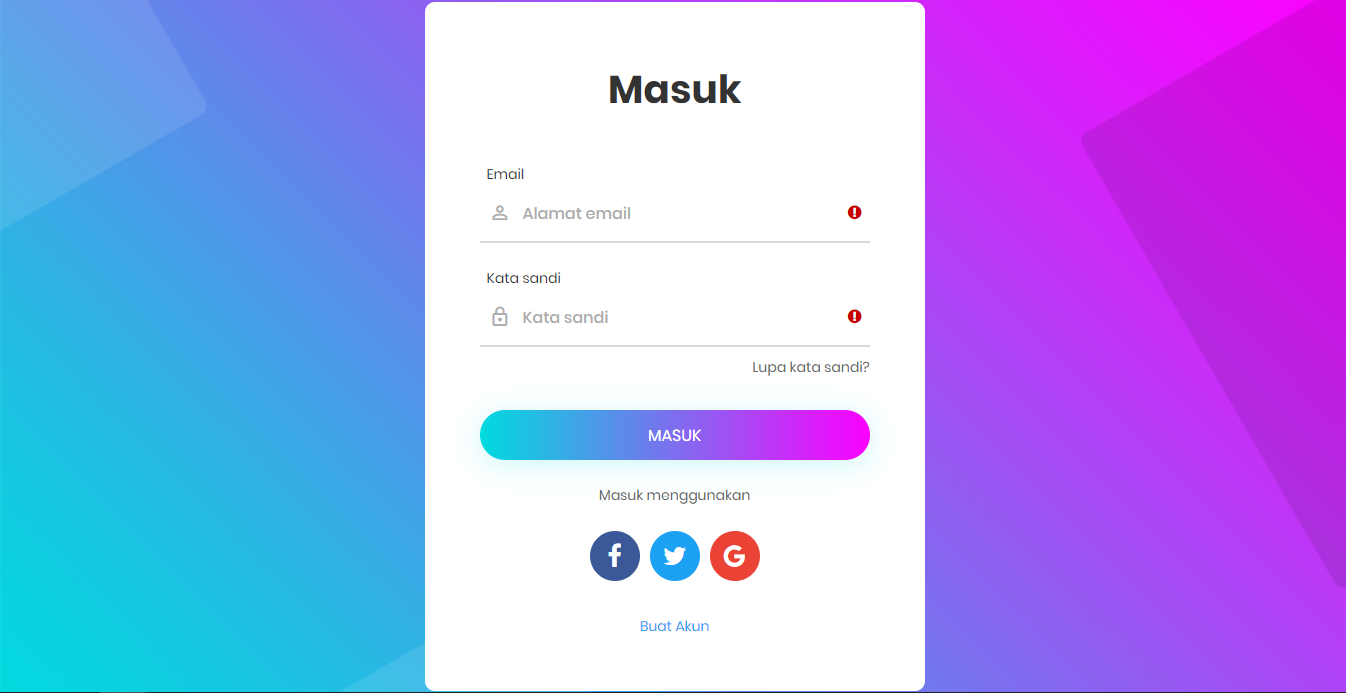 Masuk
Email
Alamat email
Kata sandi
Kata sandi
Lupa kata sandi?
MASUK
Masuk menggunakan
Buat Akun